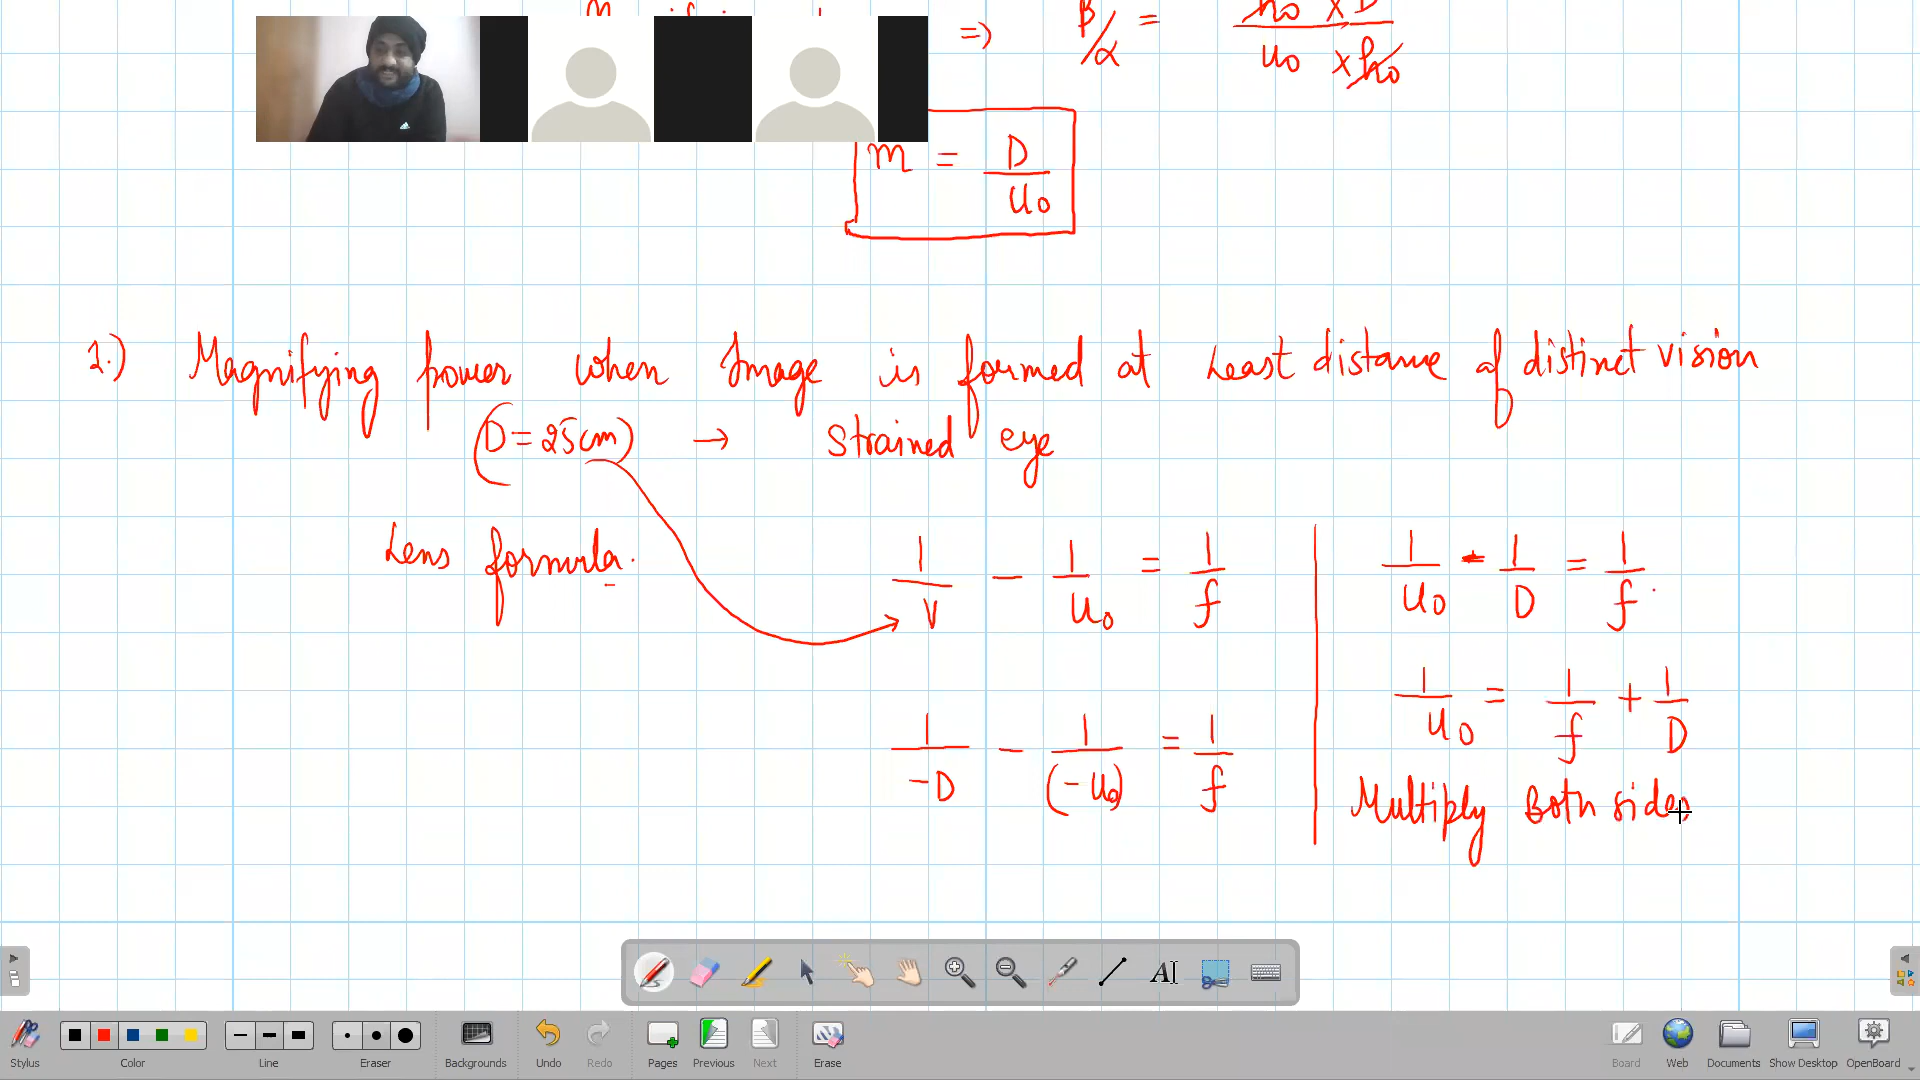 => β/α = h₀ × D / u₀ × h₀
m = D / u₀
1.) Magnifying power when Image is formed at Least distance of distinct vision
(D = 25cm) → Strained eye
Lens formula.
1/v − 1/u₀ = 1/f
1/−D − 1/(−u₀) = 1/f
1/u₀ - 1/D = 1/f.
1/u₀ = 1/f + 1/D
Multiply Both sides
Stylus Color Line Eraser Backgrounds Undo Redo Pages Previous Next Erase Board Web Documents Show Desktop OpenBoard